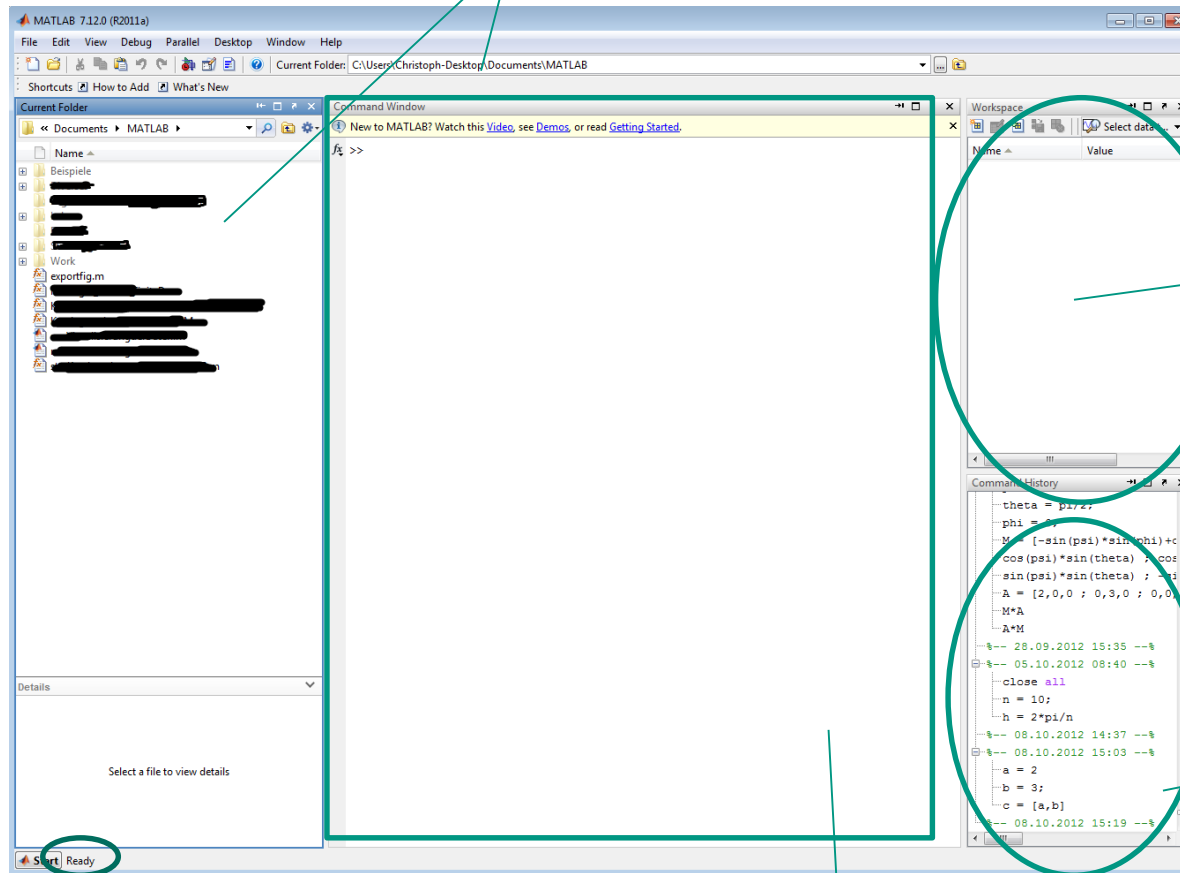 MATLAB 7.12.0 (R2011a)
File Edit View Debug Parallel Desktop Window Help
Current Folder: C:\Users\Christoph-Desktop\Documents\MATLAB
Shortcuts How to Add What's New
Current Folder
« Documents MATLAB
Name
Beispiele
Work
exportfig.m
Details
Select a file to view details
Start Ready
Command Window
New to MATLAB? Watch this Video, see Demos, or read Getting Started.
fx >>
Workspace
Select data
Name Value
Command History
theta = pi/2;
phi = 0;
M = [-sin(psi)*sin(phi)+c
cos(psi)*sin(theta) ; cos
sin(psi)*sin(theta) ;
A = [2,0,0 ; 0,3,0 ; 0,0
M*A
A*M
%-- 28.09.2012 15:35 --%
%-- 05.10.2012 08:40 --%
close all
n = 10;
h = 2*pi/n
%-- 08.10.2012 14:37 --%
%-- 08.10.2012 15:03 --%
a = 2
b = 3;
c = [a,b]
%-- 08.10.2012 15:19 --%